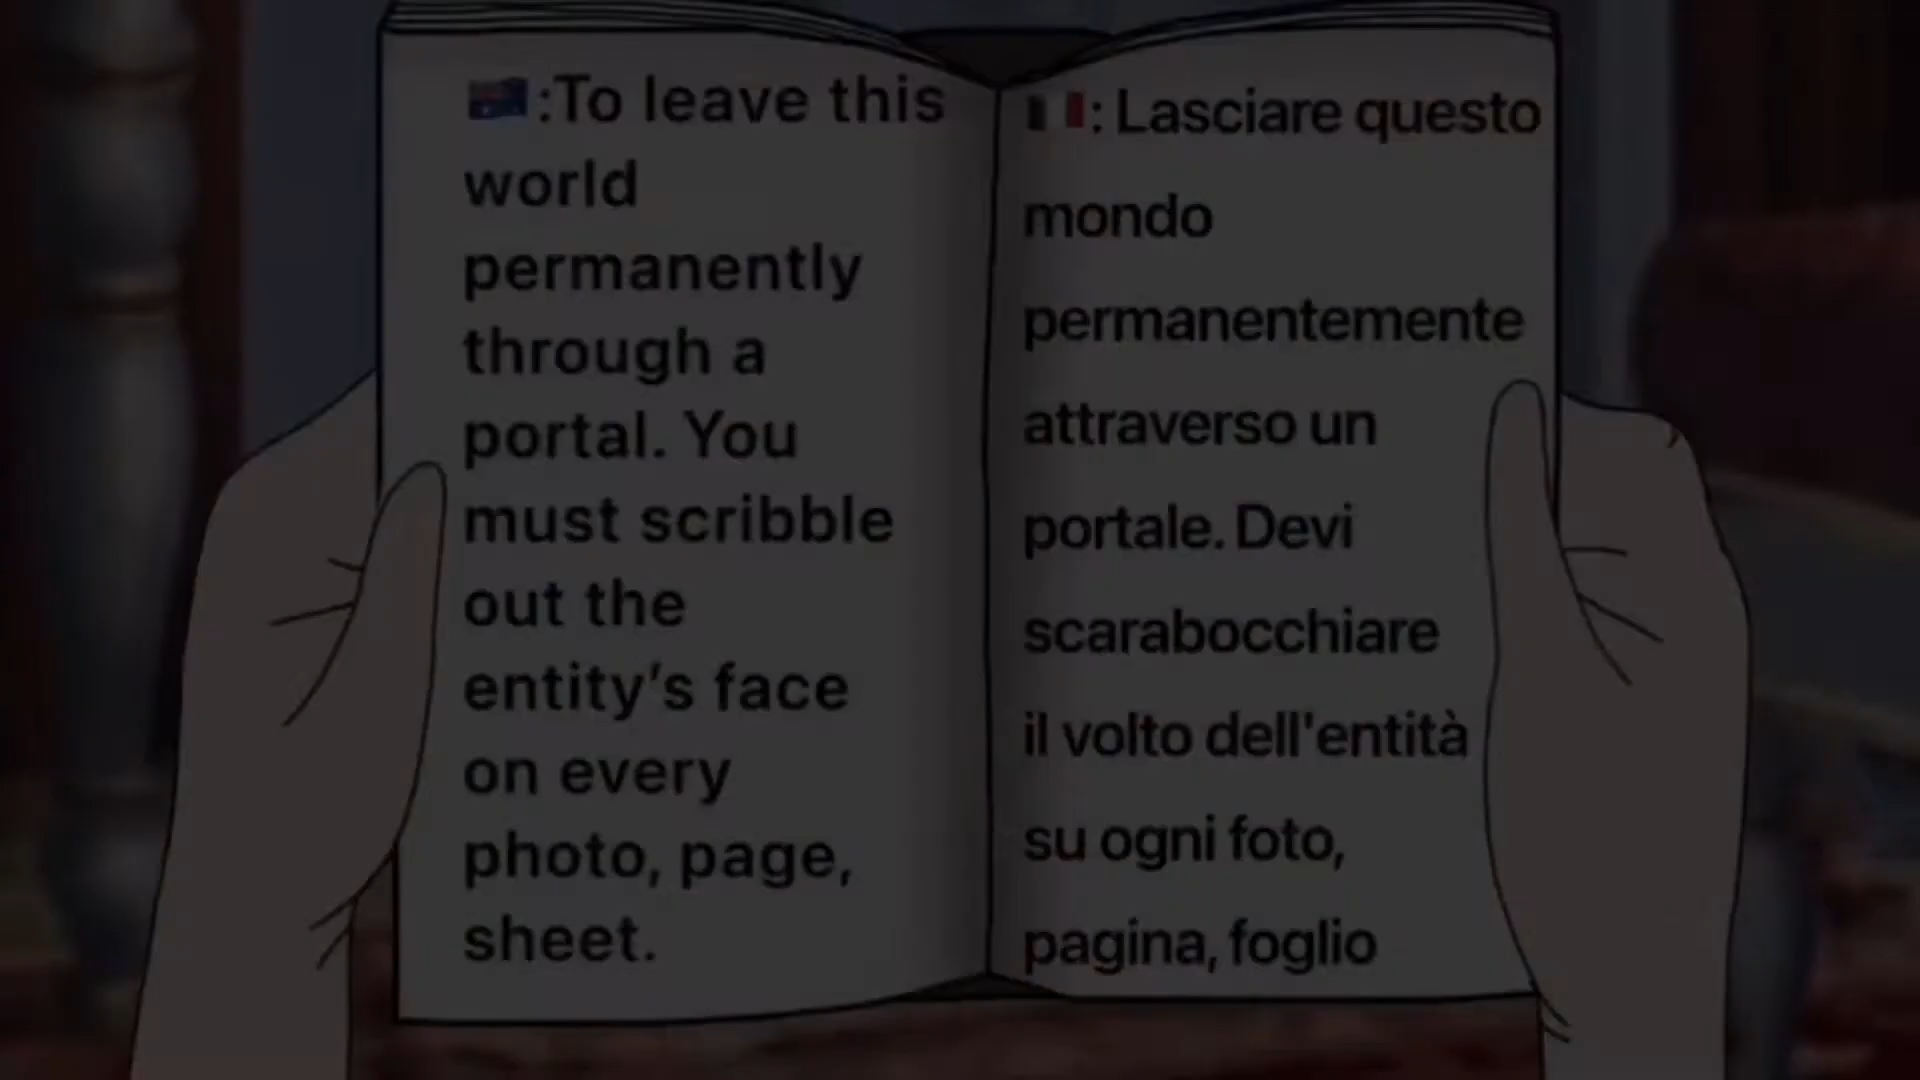 🇦🇺:To leave this
world
permanently
through a
portal. You
must scribble
out the
entity’s face
on every
photo, page,
sheet.
🇮🇹: Lasciare questo
mondo
permanentemente
attraverso un
portale. Devi
scarabocchiare
il volto dell'entità
su ogni foto,
pagina, foglio